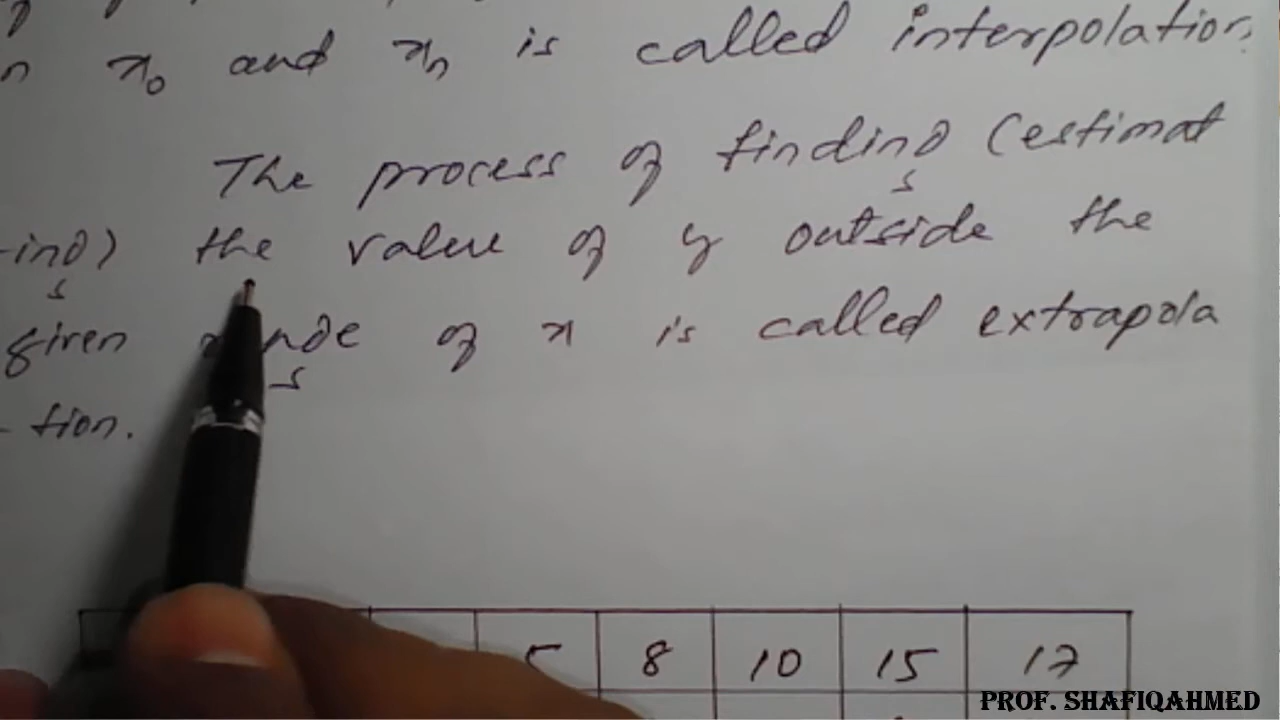 n x₀ and xₙ is called interpolation.
The process of finding (estimat
-ing) the value of y outside the
given range of x is called extrapola
- tion.
5 8 10 15 17
PROF. SHAFIQAHMED